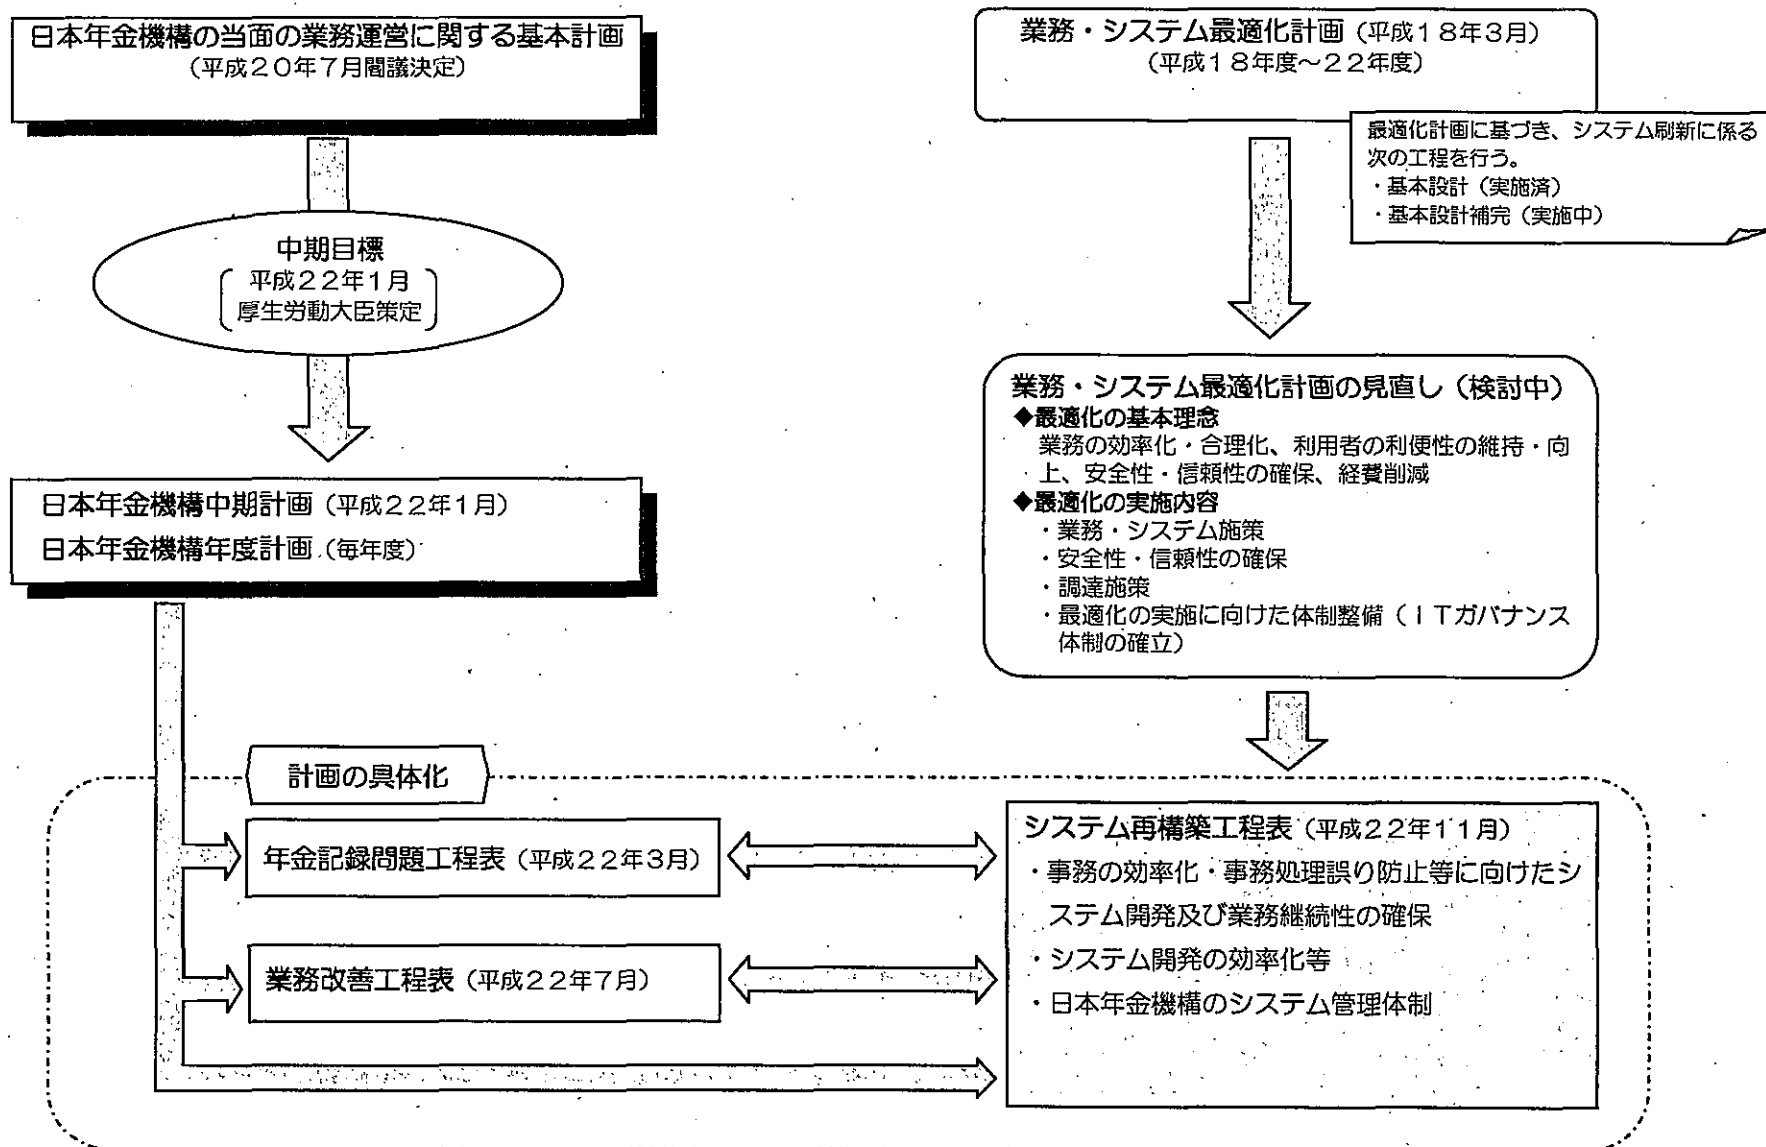 日本年金機構の当面の業務運営に関する基本計画
（平成２０年７月閣議決定）
中期目標
平成２２年１月
厚生労働大臣策定
日本年金機構中期計画（平成２２年１月）
日本年金機構年度計画（毎年度）
業務・システム最適化計画（平成１８年３月）
（平成１８年度～２２年度）
最適化計画に基づき、システム刷新に係る
次の工程を行う。
・基本設計（実施済）
・基本設計補完（実施中）
業務・システム最適化計画の見直し（検討中）
◆最適化の基本理念
業務の効率化・合理化、利用者の利便性の維持・向
上、安全性・信頼性の確保、経費削減
◆最適化の実施内容
・業務・システム施策
・安全性・信頼性の確保
・調達施策
・最適化の実施に向けた体制整備（ＩＴガバナンス
体制の確立）
計画の具体化
年金記録問題工程表（平成２２年３月）
業務改善工程表（平成２２年７月）
システム再構築工程表（平成２２年１１月）
・事務の効率化・事務処理誤り防止等に向けたシ
ステム開発及び業務継続性の確保
・システム開発の効率化等
・日本年金機構のシステム管理体制